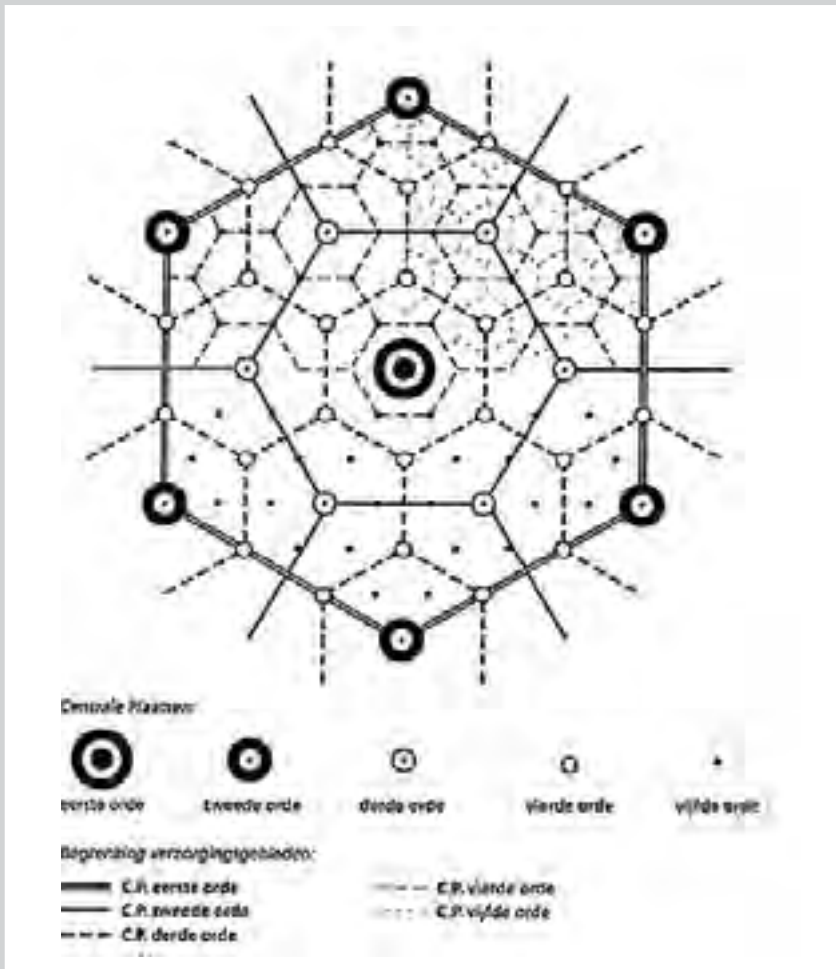 Centrale Plaatsen:
eerste orde tweede orde derde orde vierde orde vijfde orde
Begrenzing verzorgingsgebieden:
C.P. eerste orde C.P. vierde orde
C.P. tweede orde C.P. vijfde orde
C.P. derde orde